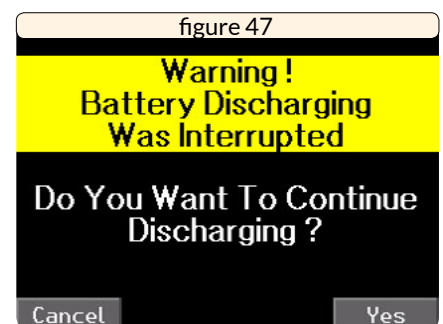 figure 47
Warning !
Battery Discharging
Was Interrupted
Do You Want To Continue
Discharging ?
Cancel Yes